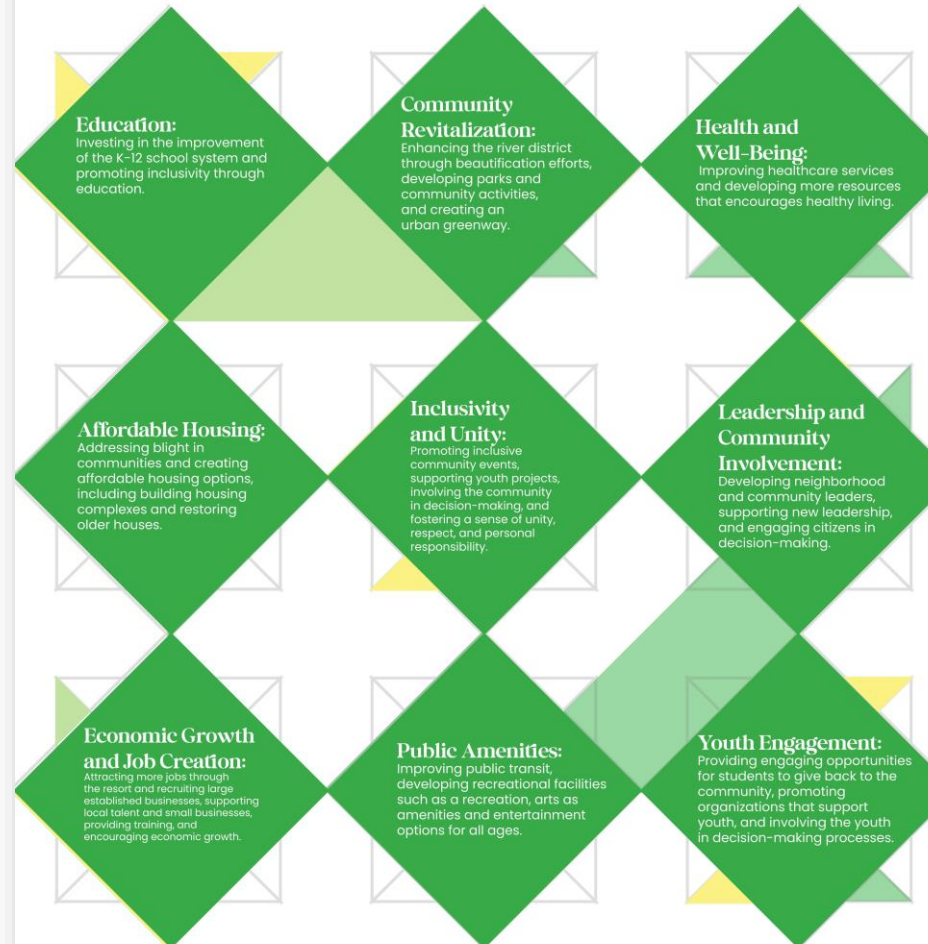 Education:
Investing in the improvement
of the K-12 school system and
promoting inclusivity through
education.
Community
Revitalization:
Enhancing the river district
through beautification efforts,
developing parks and
community activities,
and creating an
urban greenway.
Health and
Well-Being:
Improving healthcare services
and developing more resources
that encourages healthy living.
Affordable Housing:
Addressing blight in
communities and creating
affordable housing options,
including building housing
complexes and restoring
older houses.
Inclusivity
and Unity:
Promoting inclusive
community events,
supporting youth projects,
involving the community
in decision-making, and
fostering a sense of unity,
respect, and personal
responsibility.
Leadership and
Community
Involvement:
Developing neighborhood
and community leaders,
supporting new leadership,
and engaging citizens in
decision-making.
Economic Growth
and Job Creation:
Attracting more jobs through
the resort and recruiting large
established businesses, supporting
local talent and small businesses,
providing training, and
encouraging economic growth.
Public Amenities:
Improving public transit,
developing recreational facilities
such as a recreation, arts as
amenities and entertainment
options for all ages.
Youth Engagement:
Providing engaging opportunities
for students to give back to the
community, promoting
organizations that support
youth, and involving the youth
in decision-making processes.